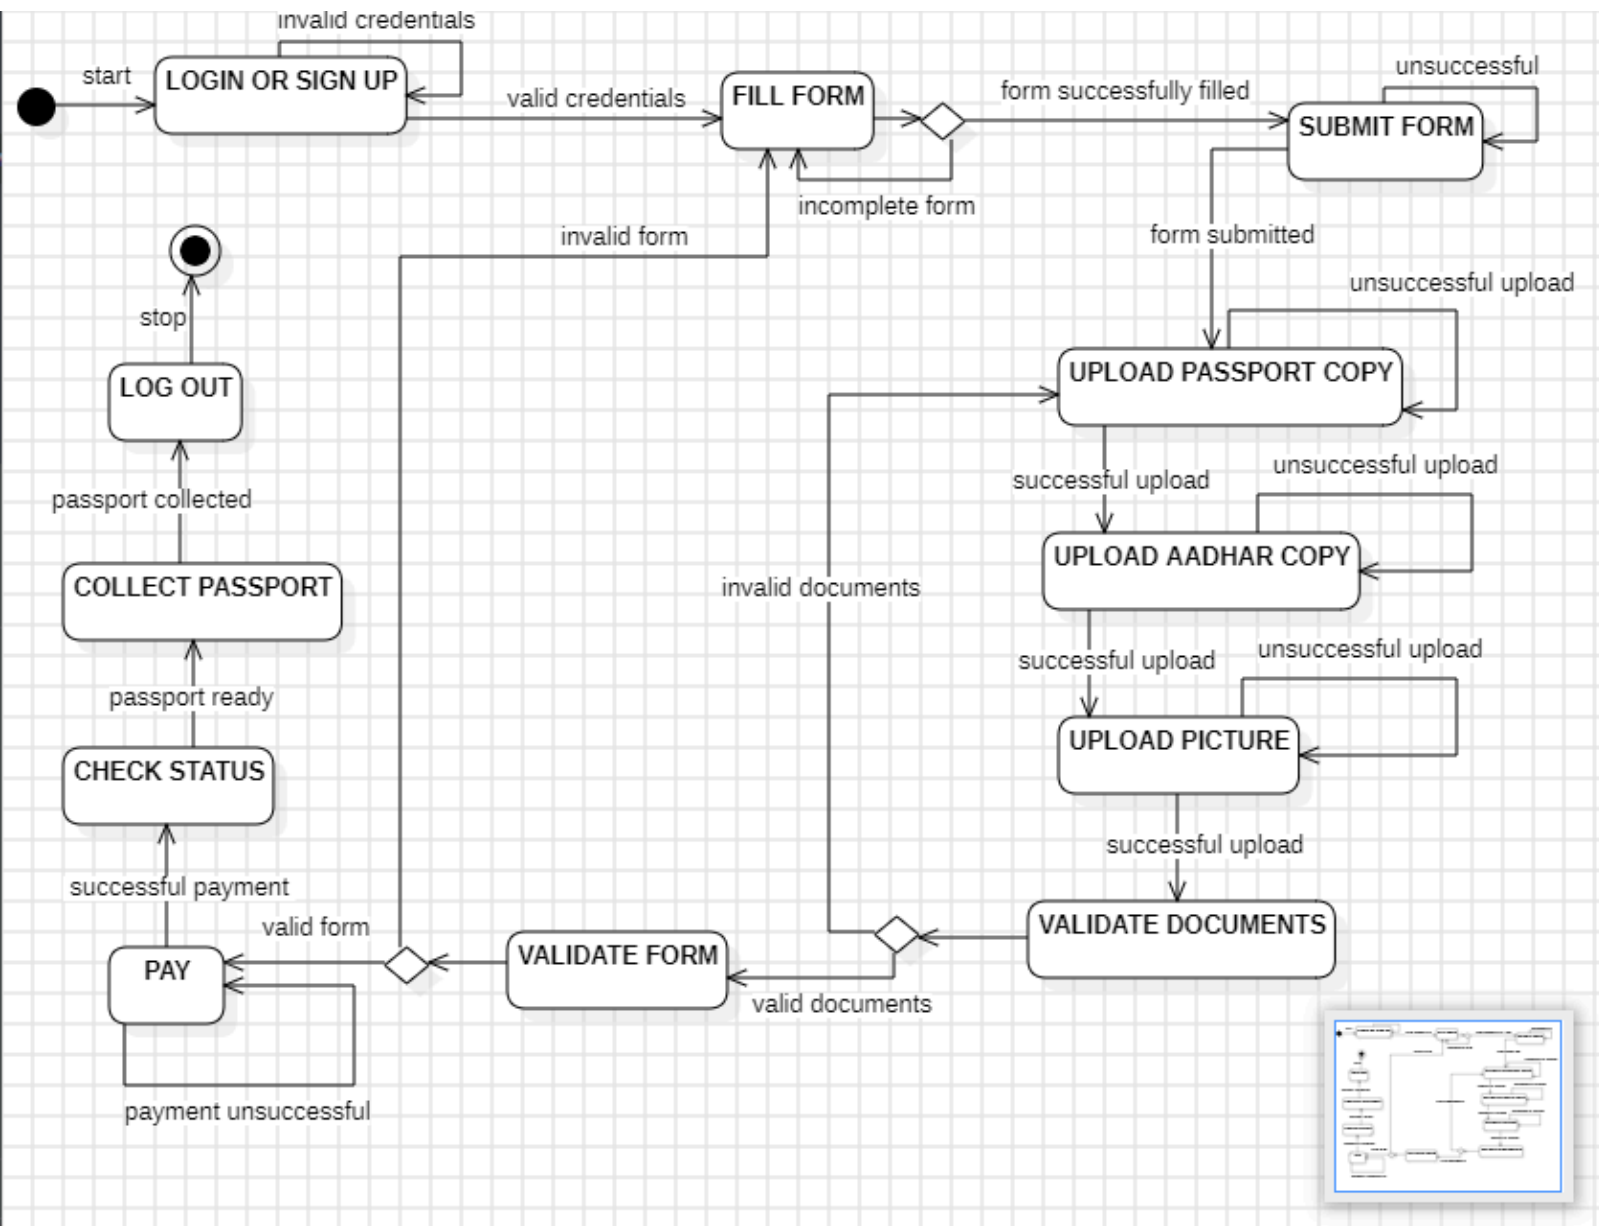 invalid credentials
start
LOGIN OR SIGN UP
valid credentials
FILL FORM
form successfully filled
unsuccessful
SUBMIT FORM
incomplete form
invalid form
form submitted
stop
unsuccessful upload
LOG OUT
UPLOAD PASSPORT COPY
passport collected
successful upload
unsuccessful upload
UPLOAD AADHAR COPY
COLLECT PASSPORT
invalid documents
successful upload
unsuccessful upload
passport ready
UPLOAD PICTURE
CHECK STATUS
successful upload
successful payment
valid form
VALIDATE DOCUMENTS
VALIDATE FORM
PAY
valid documents
payment unsuccessful